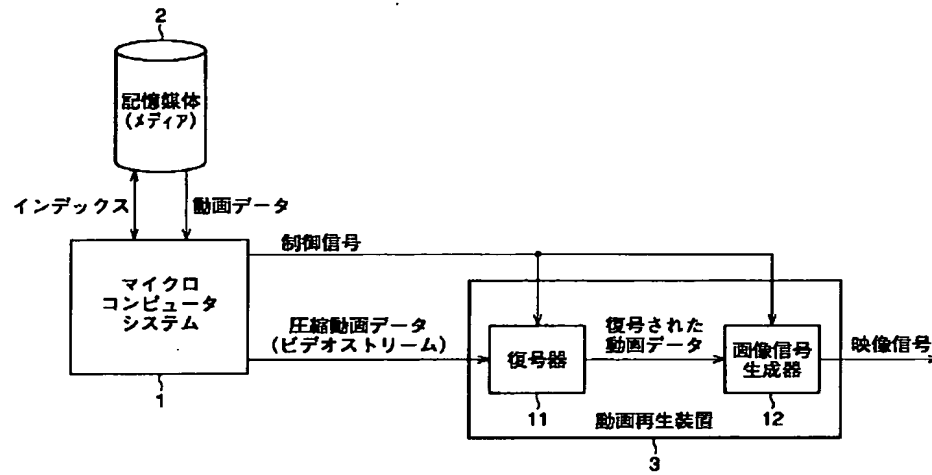 2
記憶媒体
(メディア)
インデックス
動画データ
制御信号
マイクロ
コンピュータ
システム
圧縮動画データ
(ビデオストリーム)
復号器
復号された
動画データ
画像信号
生成器
映像信号
1
11
12
動画再生装置
3